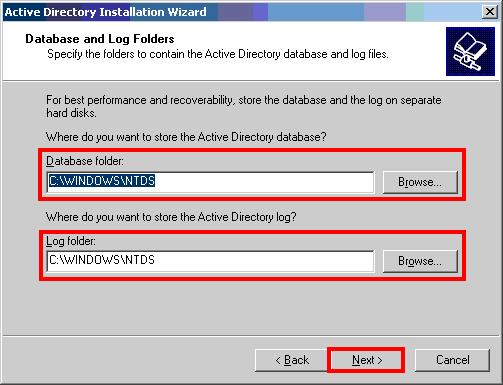 Active Directory Installation Wizard
Database and Log Folders
Specify the folders to contain the Active Directory database and log files.
For best performance and recoverability, store the database and the log on separate
hard disks.
Where do you want to store the Active Directory database?
Database folder:
C:\WINDOWS\NTDS
Browse...
Where do you want to store the Active Directory log?
Log folder:
C:\WINDOWS\NTDS
Browse...
< Back
Next >
Cancel